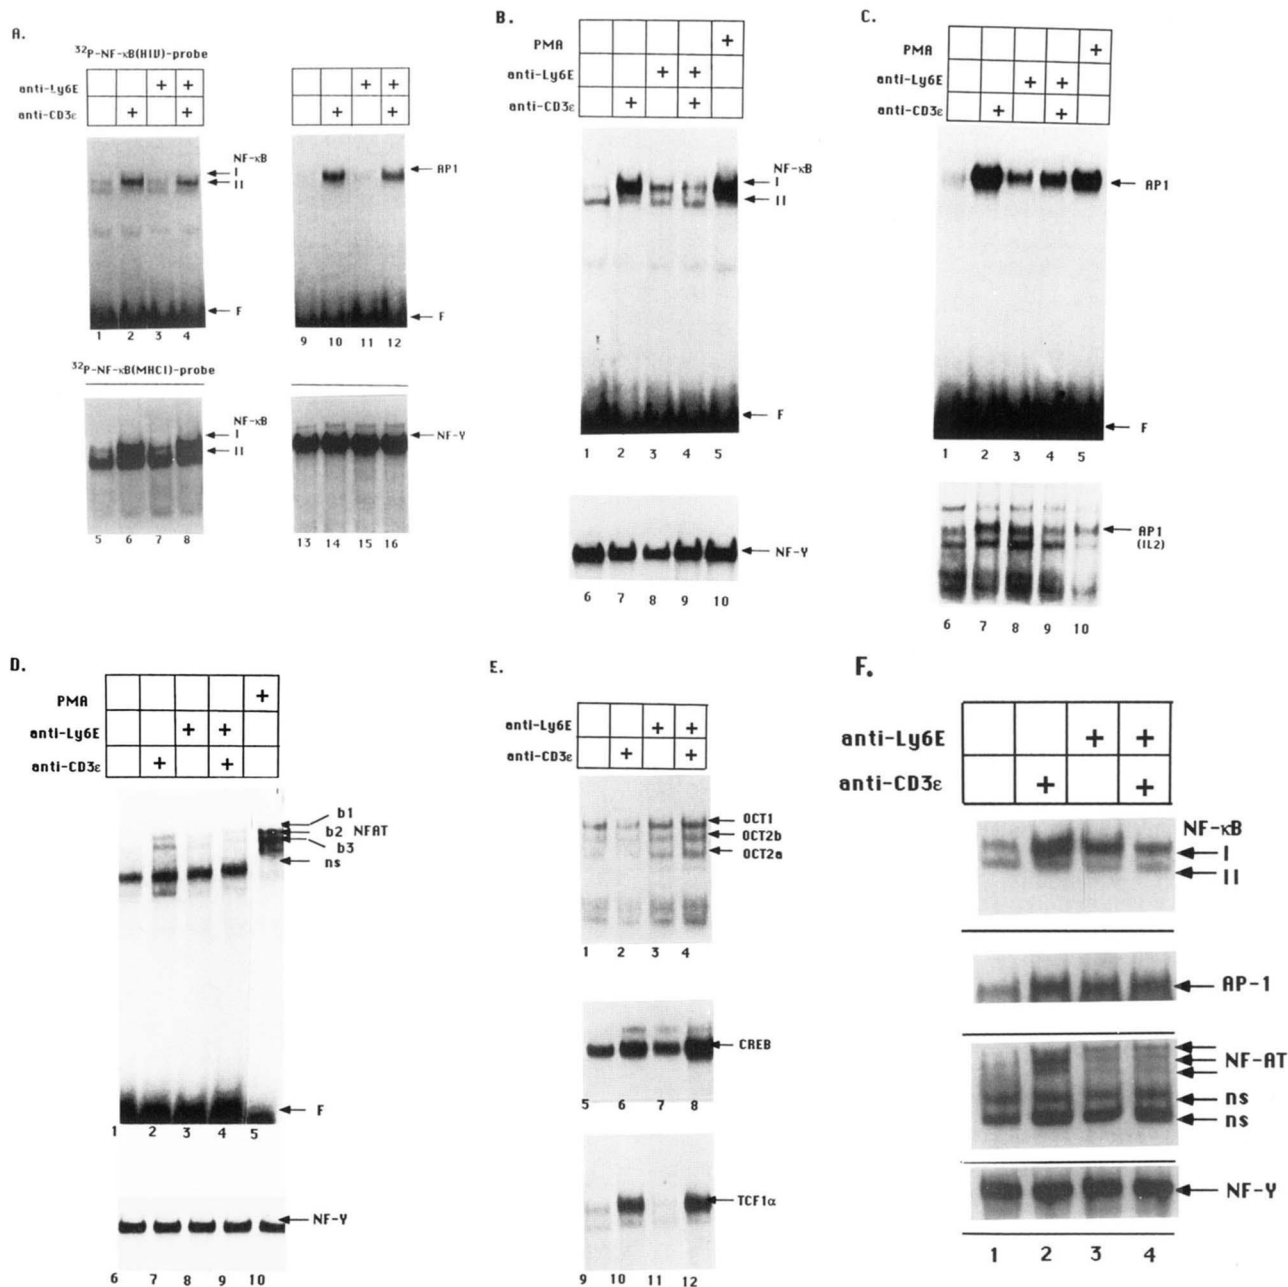 A.
³²P-NF-κB(HIV)-probe
anti-Ly6E + + + +
anti-CD3ε + + + +
NF-κB
I
II
AP1
F
F
1 2 3 4
9 10 11 12
³²P-NF-κB(MHCI)-probe
NF-κB
I
II
NF-Y
5 6 7 8
13 14 15 16
B.
PMA +
anti-Ly6E + +
anti-CD3ε + +
NF-κB
I
II
F
1 2 3 4 5
NF-Y
6 7 8 9 10
C.
PMA +
anti-Ly6E + +
anti-CD3ε + +
AP1
F
1 2 3 4 5
AP1
(IL2)
6 7 8 9 10
D.
PMA +
anti-Ly6E + +
anti-CD3ε + +
b1
b2 NFAT
b3
ns
F
1 2 3 4 5
NF-Y
6 7 8 9 10
E.
anti-Ly6E + +
anti-CD3ε + +
OCT1
OCT2b
OCT2a
1 2 3 4
CREB
5 6 7 8
TCF1α
9 10 11 12
F.
anti-Ly6E + +
anti-CD3ε + +
NF-κB
I
II
AP-1
NF-AT
ns
ns
NF-Y
1 2 3 4